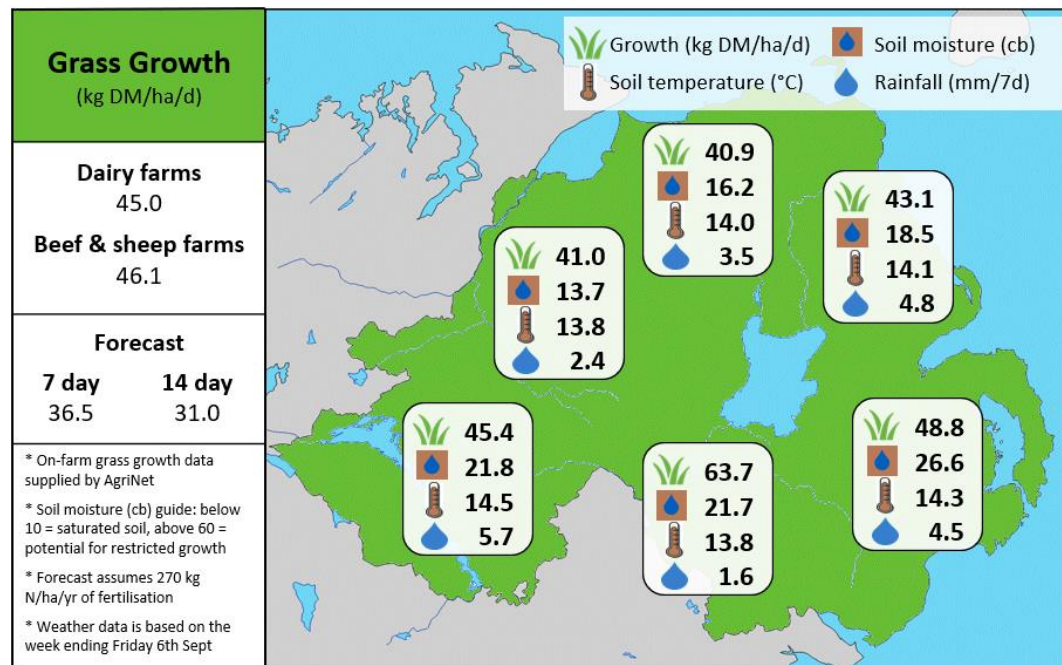 Grass Growth
(kg DM/ha/d)
Dairy farms
45.0
Beef & sheep farms
46.1
Forecast
7 day 14 day
36.5 31.0
* On-farm grass growth data
supplied by AgriNet
* Soil moisture (cb) guide: below
10 = saturated soil, above 60 =
potential for restricted growth
* Forecast assumes 270 kg
N/ha/yr of fertilisation
* Weather data is based on the
week ending Friday 6th Sept
Growth (kg DM/ha/d) Soil moisture (cb)
Soil temperature (°C) Rainfall (mm/7d)
40.9
16.2
14.0
3.5
43.1
18.5
14.1
4.8
41.0
13.7
13.8
2.4
45.4
21.8
14.5
5.7
63.7
21.7
13.8
1.6
48.8
26.6
14.3
4.5